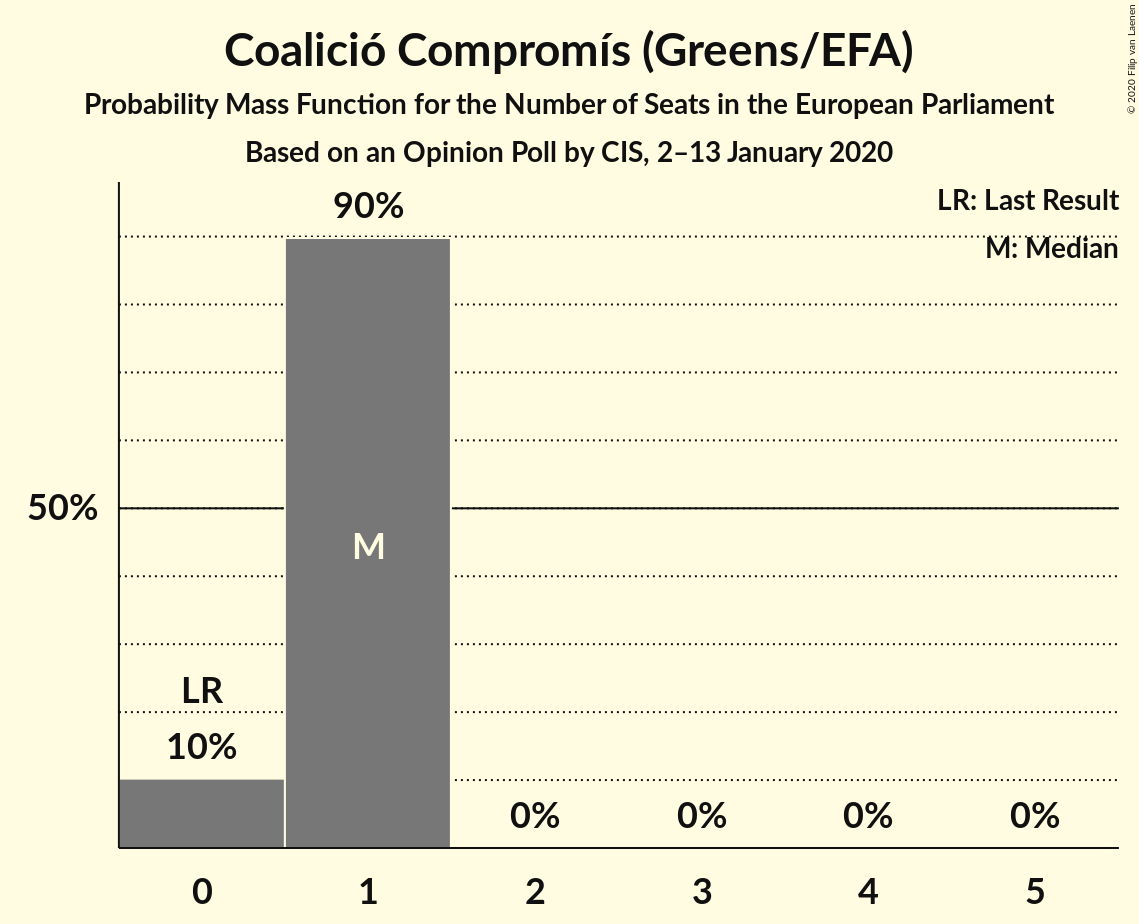 Coalició Compromís (Greens/EFA)
Probability Mass Function for the Number of Seats in the European Parliament
Based on an Opinion Poll by CIS, 2–13 January 2020
© 2020 Filip van Laenen
LR: Last Result
M: Median
90%
50%
M
LR
10%
0%
0%
0%
0%
0
1
2
3
4
5